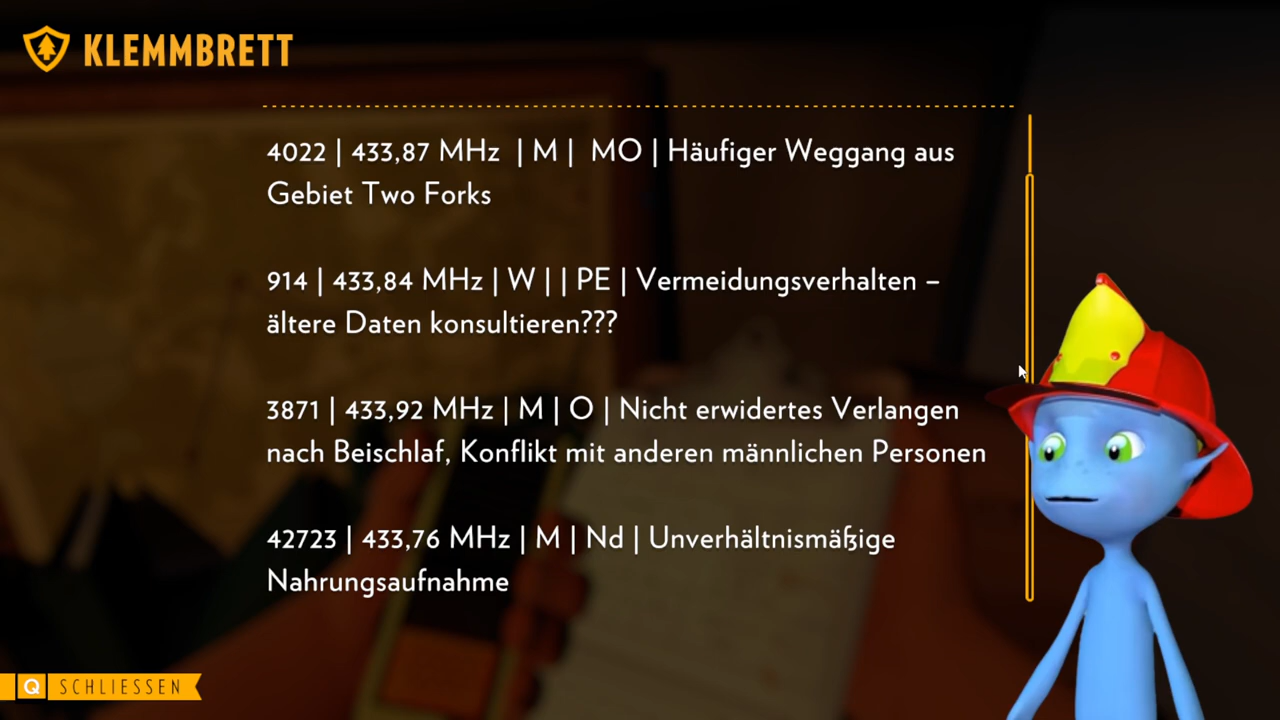 KLEMMBRETT
4022 | 433,87 MHz | M | MO | Häufiger Weggang aus
Gebiet Two Forks
914 | 433,84 MHz | W | | PE | Vermeidungsverhalten –
ältere Daten konsultieren???
3871 | 433,92 MHz | M | O | Nicht erwidertes Verlangen
nach Beischlaf, Konflikt mit anderen männlichen Personen
42723 | 433,76 MHz | M | Nd | Unverhältnismäßige
Nahrungsaufnahme
Q SCHLIESSEN